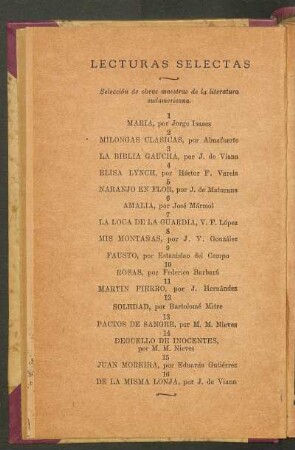 LECTURAS SELECTAS
Selección de obras maestras de la literatura
sudamericana.
1
MARIA, por Jorge Isaacs
2
MILONGAS CLASICAS, por Almafuerte
3
LA BIBLIA GAUCHA, por J. de Viana
4
ELISA LYNCH, por Héctor F. Varela
5
NARANJO EN FLOR, por J. de Maturana
6
AMALIA, por José Mármol
7
LA LOCA DE LA GUARDIA, V. F. López
8
MIS MONTAÑAS, por J. V. González
9
FAUSTO, por Estanislao del Campo
10
ROSAS, por Federico Barbará
11
MARTIN FIERRO, por J. Hernández
12
SOLEDAD, por Bartolomé Mitre
13
PACTOS DE SANGRE, por M. M. Nieves
14
DEGUELLO DE INOCENTES,
por M. M. Nieves
15
JUAN MOREIRA, por Eduardo Gutiérrez
16
DE LA MISMA LONJA, por J. de Viana